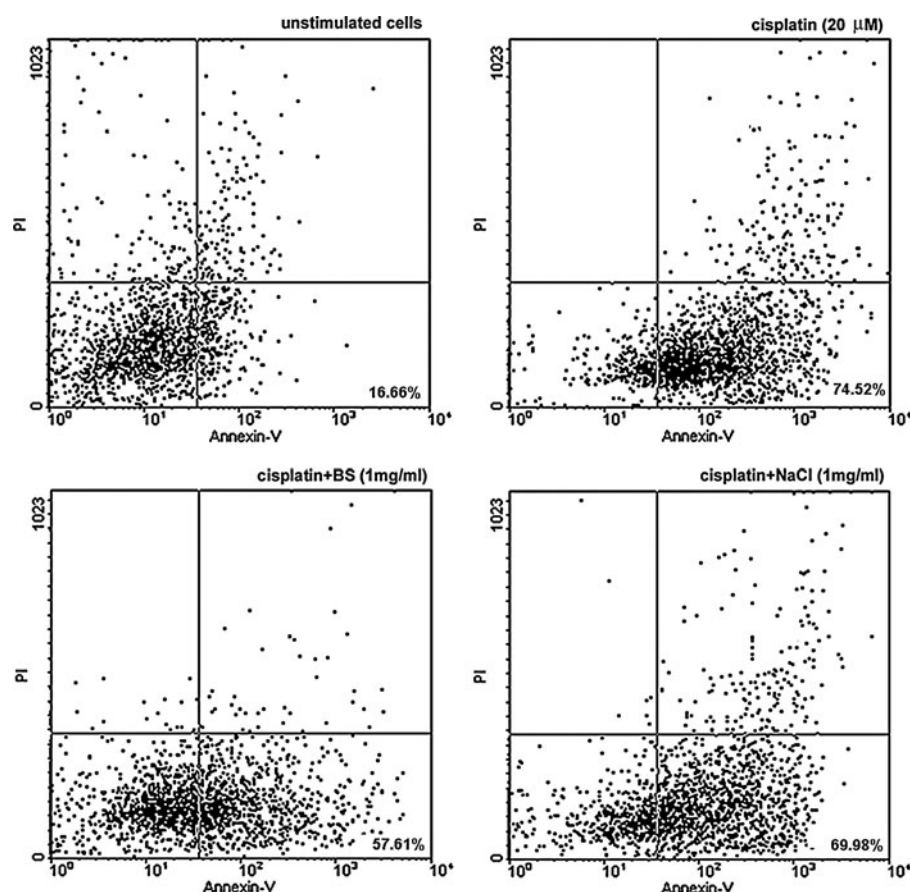 unstimulated cells
1023
PI
0
16.66%
10⁰ 10¹ 10² 10³ 10⁴
Annexin-V
cisplatin (20 µM)
1023
PI
0
74.52%
10⁰ 10¹ 10² 10³ 10⁴
Annexin-V
cisplatin+BS (1mg/ml)
1023
PI
0
57.61%
10⁰ 10¹ 10² 10³ 10⁴
Annexin-V
cisplatin+NaCl (1mg/ml)
1023
PI
0
69.98%
10⁰ 10¹ 10² 10³ 10⁴
Annexin-V